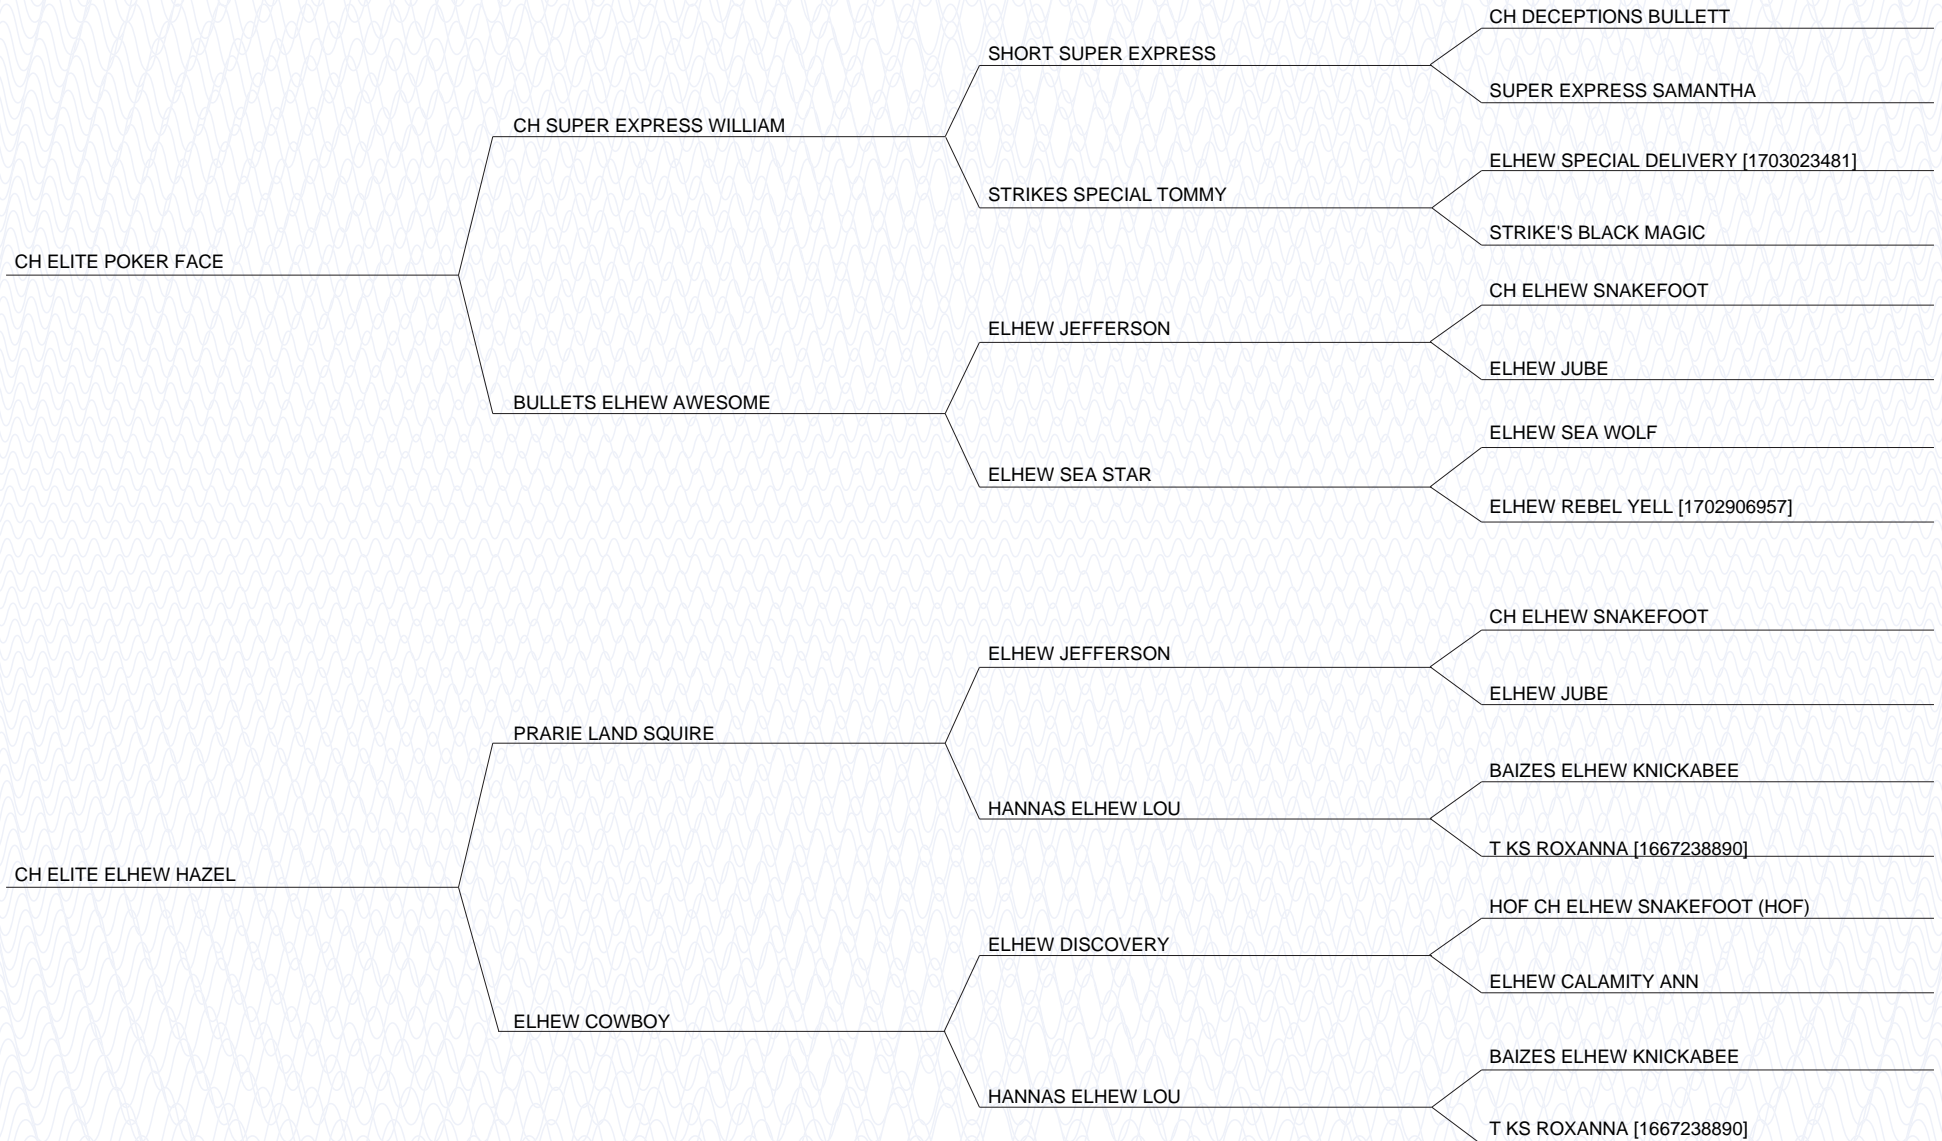 CH DECEPTIONS BULLETT
SHORT SUPER EXPRESS
SUPER EXPRESS SAMANTHA
CH SUPER EXPRESS WILLIAM
ELHEW SPECIAL DELIVERY [1703023481]
STRIKES SPECIAL TOMMY
STRIKE'S BLACK MAGIC
CH ELITE POKER FACE
CH ELHEW SNAKEFOOT
ELHEW JEFFERSON
ELHEW JUBE
BULLETS ELHEW AWESOME
ELHEW SEA WOLF
ELHEW SEA STAR
ELHEW REBEL YELL [1702906957]
CH ELHEW SNAKEFOOT
ELHEW JEFFERSON
ELHEW JUBE
PRARIE LAND SQUIRE
BAIZES ELHEW KNICKABEE
HANNAS ELHEW LOU
T KS ROXANNA [1667238890]
CH ELITE ELHEW HAZEL
HOF CH ELHEW SNAKEFOOT (HOF)
ELHEW DISCOVERY
ELHEW CALAMITY ANN
ELHEW COWBOY
BAIZES ELHEW KNICKABEE
HANNAS ELHEW LOU
T KS ROXANNA [1667238890]